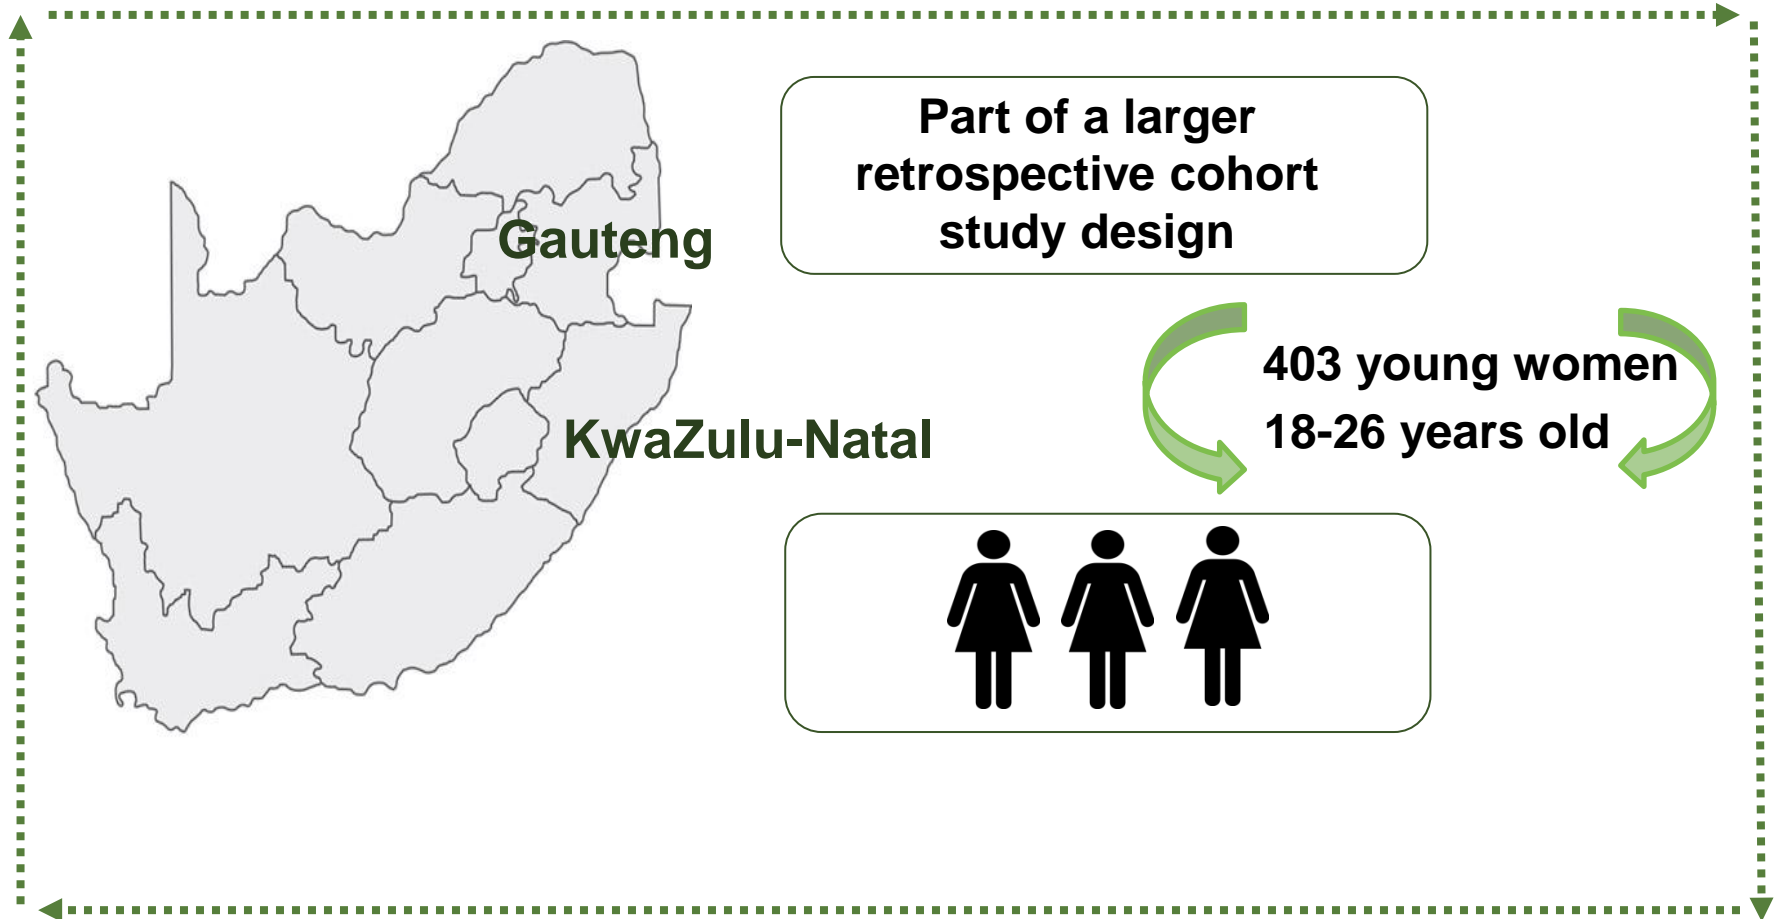 Part of a larger
retrospective cohort
study design
Gauteng
403 young women
18-26 years old
KwaZulu-Natal